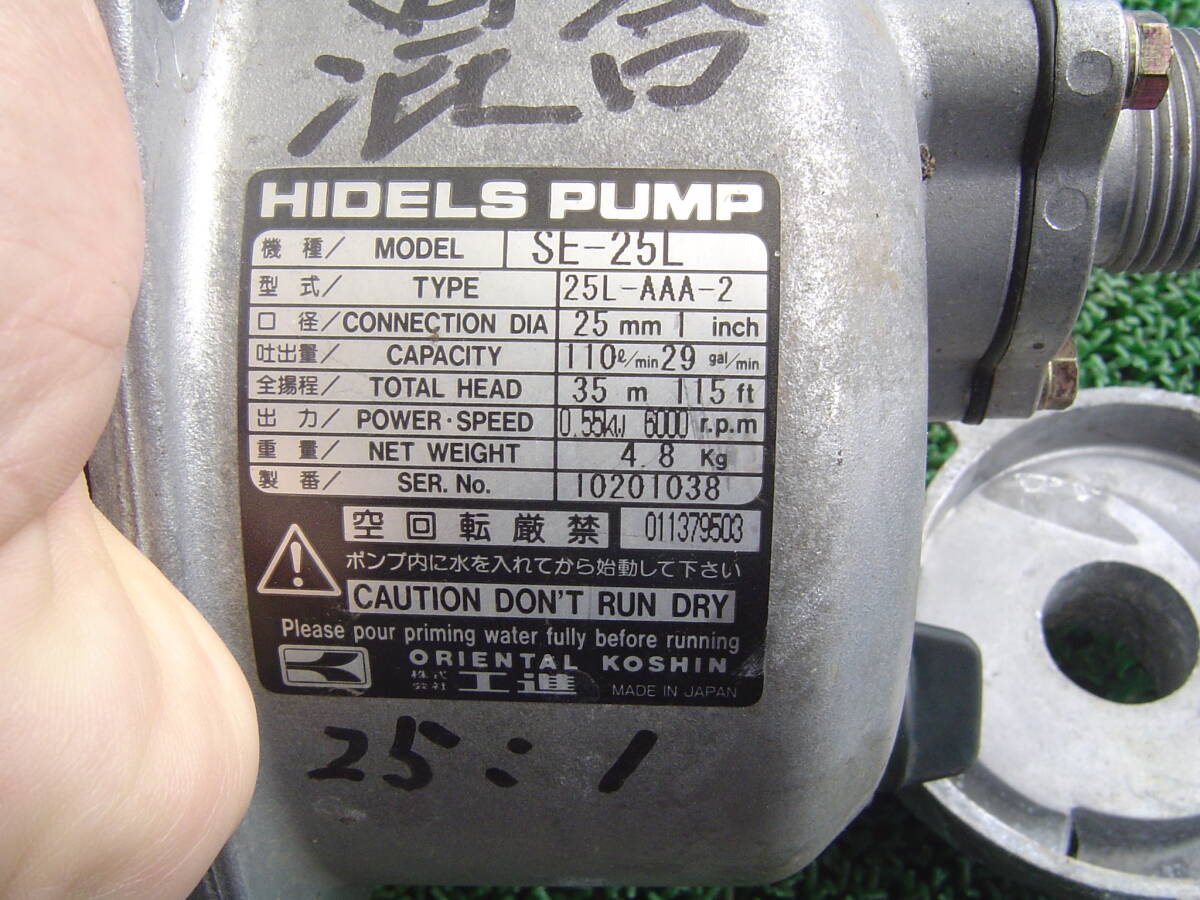 混合
HIDELS PUMP
機 種/ MODEL SE-25L
型 式/ TYPE 25L-AAA-2
口 径/ CONNECTION DIA 25 mm 1 inch
吐出量/ CAPACITY 110 ℓ/min 29 gal/min
全揚程/ TOTAL HEAD 35 m 115 ft
出 力/ POWER・SPEED 0.55kW 6000 r.p.m
重 量/ NET WEIGHT 4.8 Kg
製 番/ SER. No. 10201038
空回転厳禁 011379503
ポンプ内に水を入れてから始動して下さい
CAUTION DON'T RUN DRY
Please pour priming water fully before running
ORIENTAL KOSHIN
株式会社 工進 MADE IN JAPAN
25:1